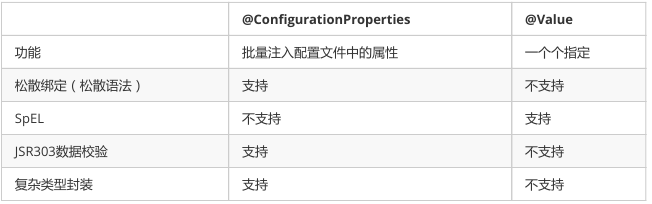 @ConfigurationProperties @Value
功能 批量注入配置文件中的属性 一个个指定
松散绑定（松散语法） 支持 不支持
SpEL 不支持 支持
JSR303数据校验 支持 不支持
复杂类型封装 支持 不支持